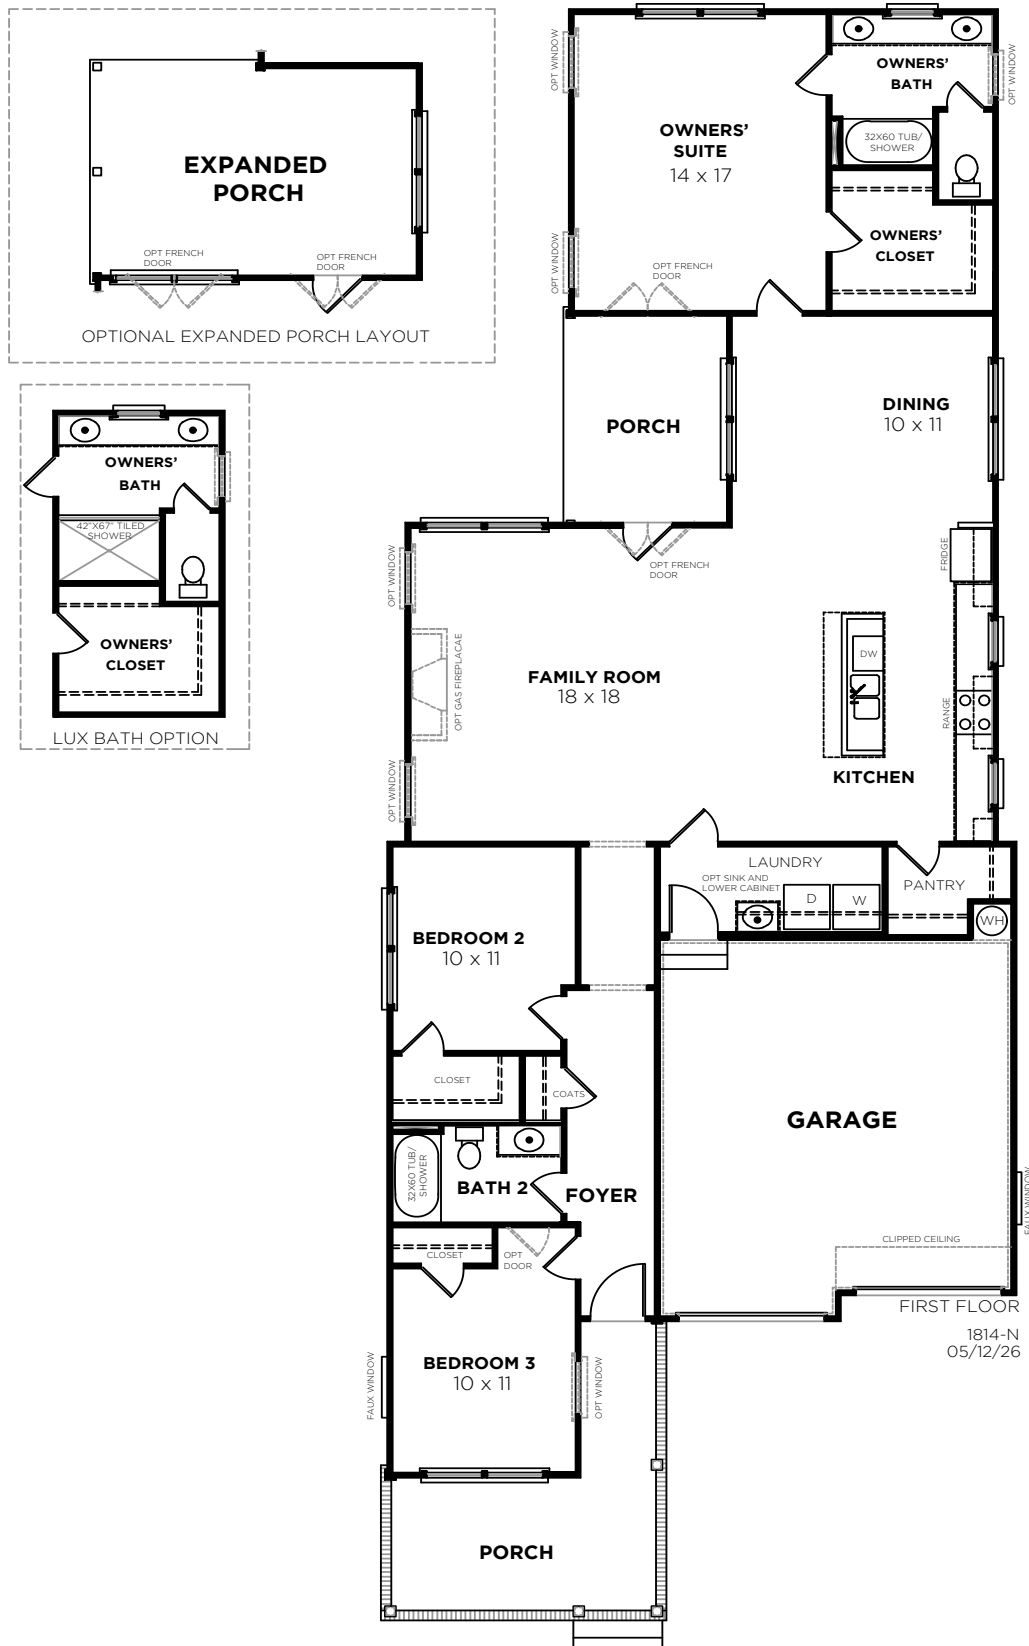 EXPANDED
PORCH
OPT FRENCH
DOOR
OPT FRENCH
DOOR
OPTIONAL EXPANDED PORCH LAYOUT
OWNERS'
BATH
42"X67" TILED
SHOWER
OWNERS'
CLOSET
LUX BATH OPTION
OPT WINDOW
OWNERS'
SUITE
14 x 17
OWNERS'
BATH
OPT WINDOW
32X60 TUB/
SHOWER
OWNERS'
CLOSET
OPT WINDOW
OPT FRENCH
DOOR
PORCH
DINING
10 x 11
OPT FRENCH
DOOR
FRIDGE
OPT WINDOW
OPT GAS FIREPLACAE
FAMILY ROOM
18 x 18
DW
RANGE
KITCHEN
OPT WINDOW
LAUNDRY
OPT SINK AND
LOWER CABINET
D
W
PANTRY
WH
BEDROOM 2
10 x 11
CLOSET
COATS
GARAGE
32X60 TUB/
SHOWER
BATH 2
FOYER
FAUX WINDOW
CLOSET
OPT
DOOR
CLIPPED CEILING
FIRST FLOOR
1814-N
05/12/26
BEDROOM 3
10 x 11
FAUX WINDOW
OPT WINDOW
PORCH